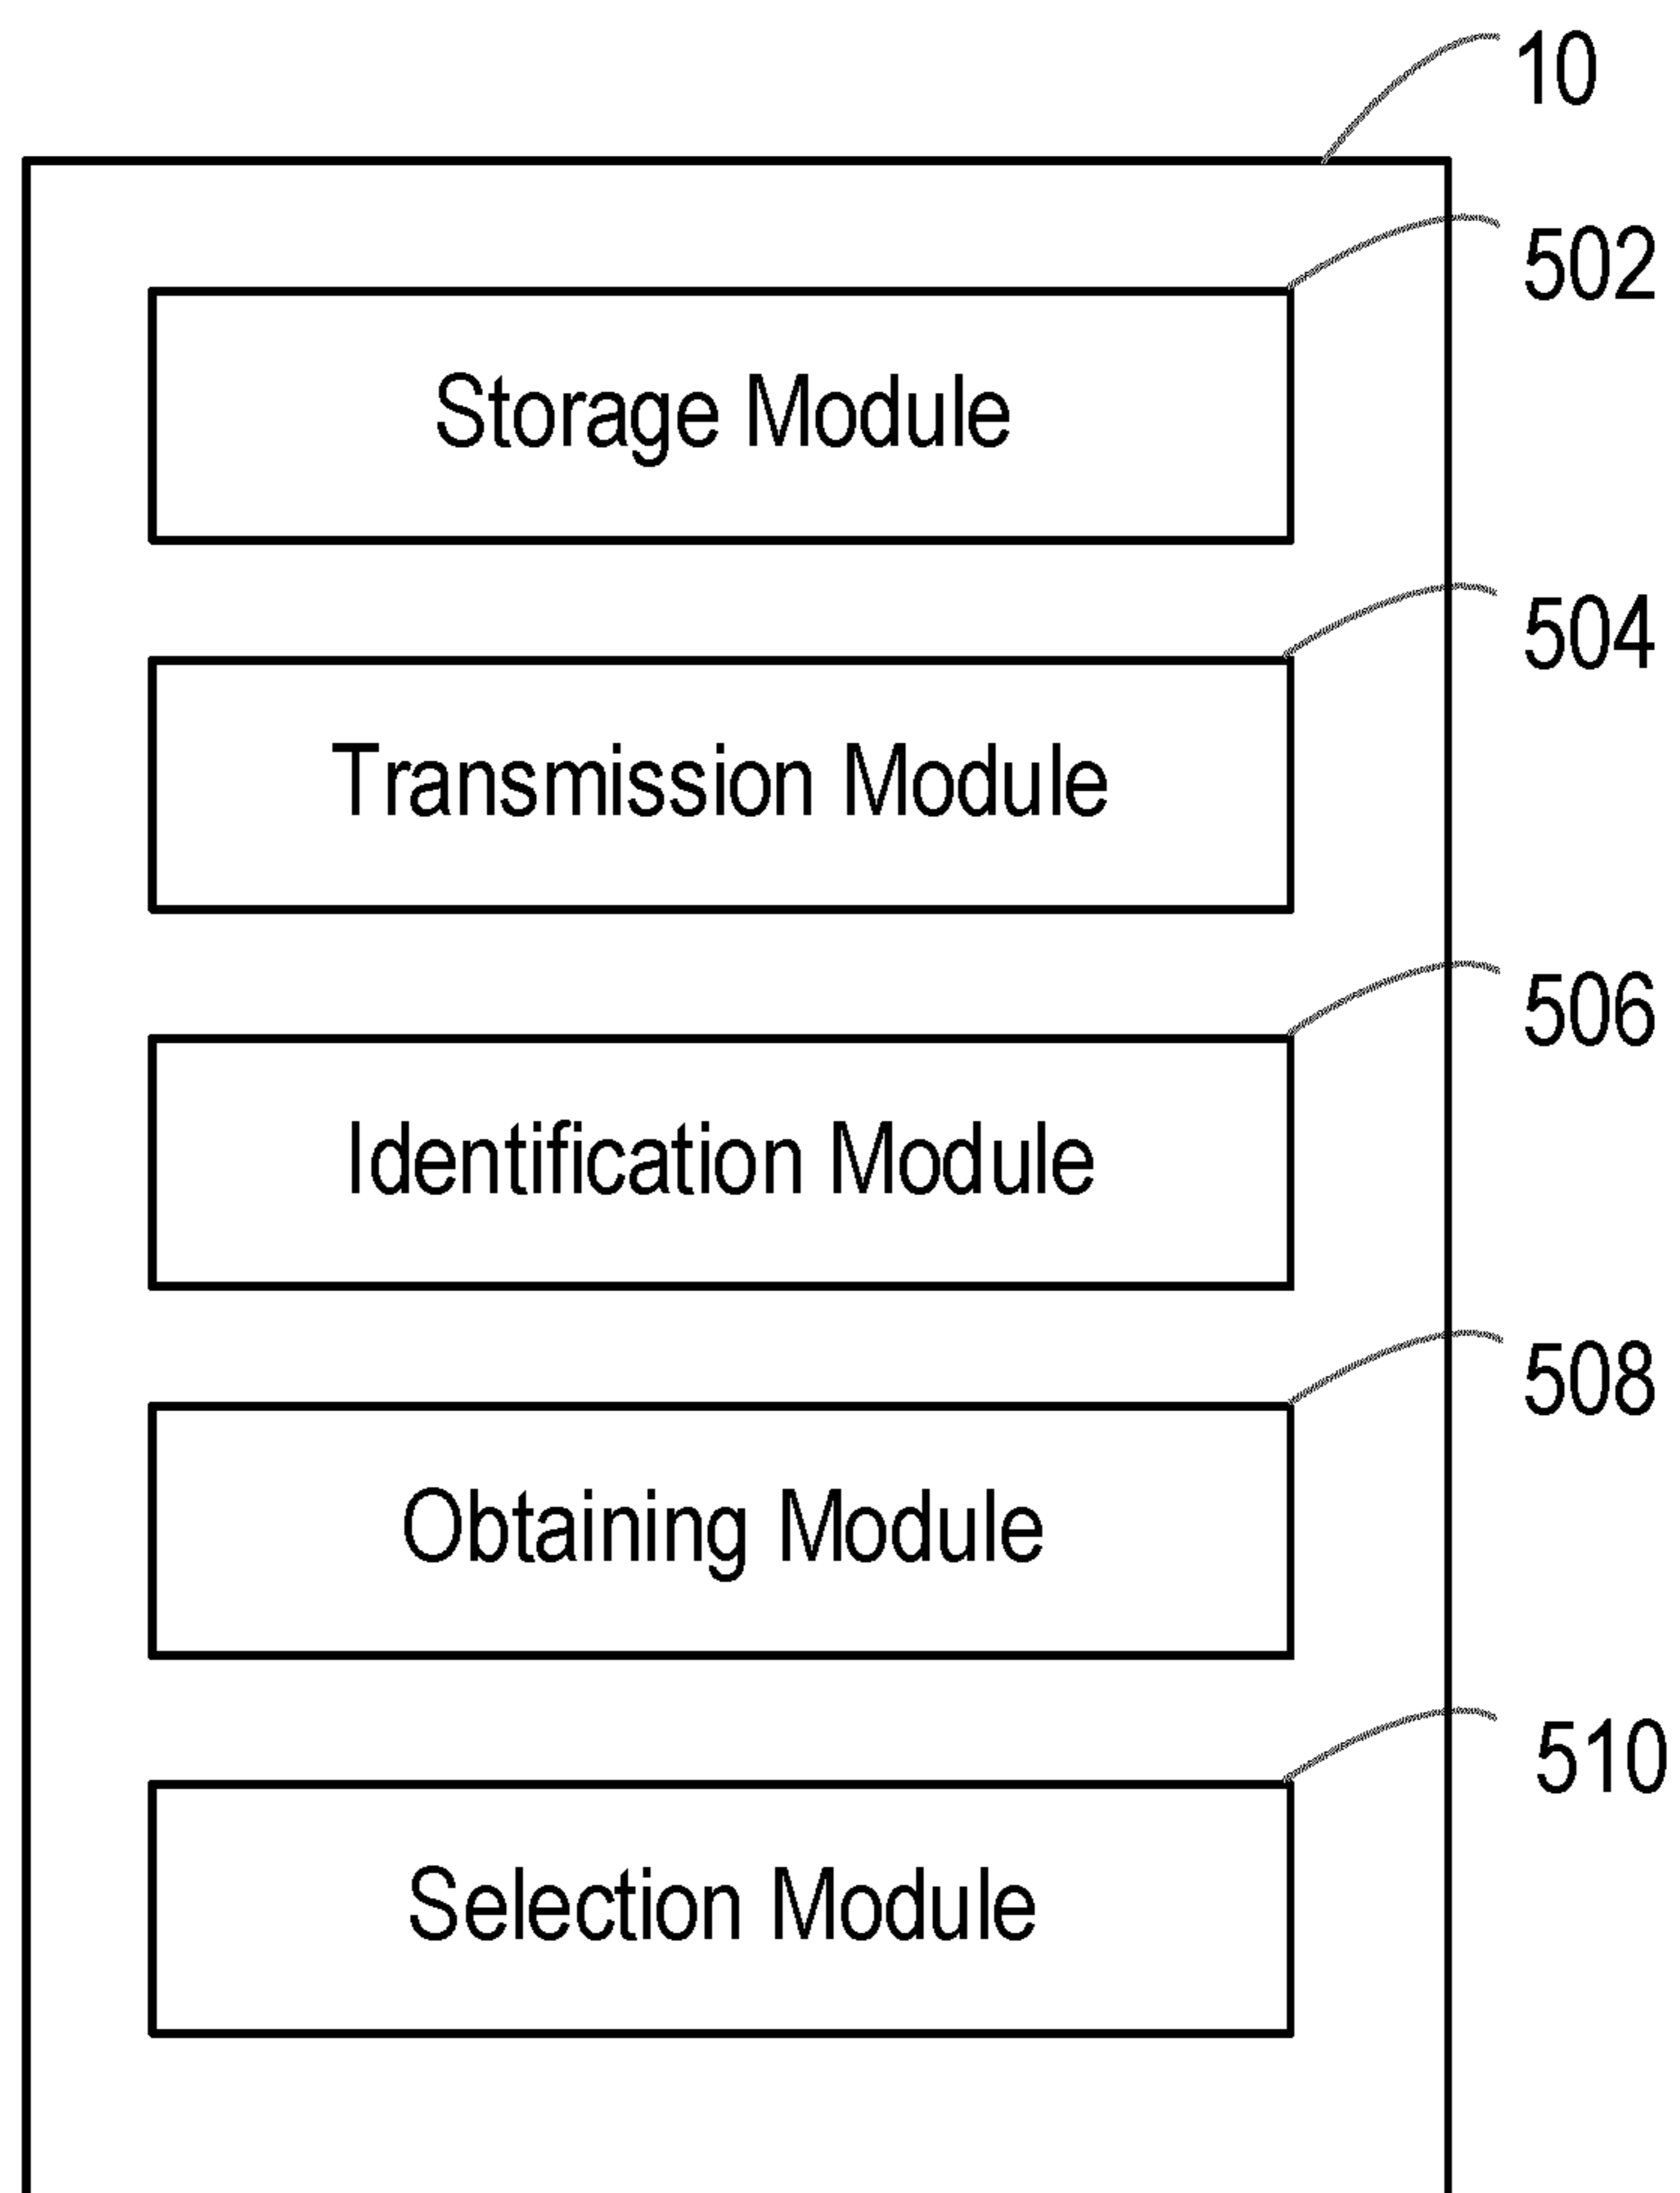 10
502
Storage Module
504
Transmission Module
506
Identification Module
508
Obtaining Module
510
Selection Module